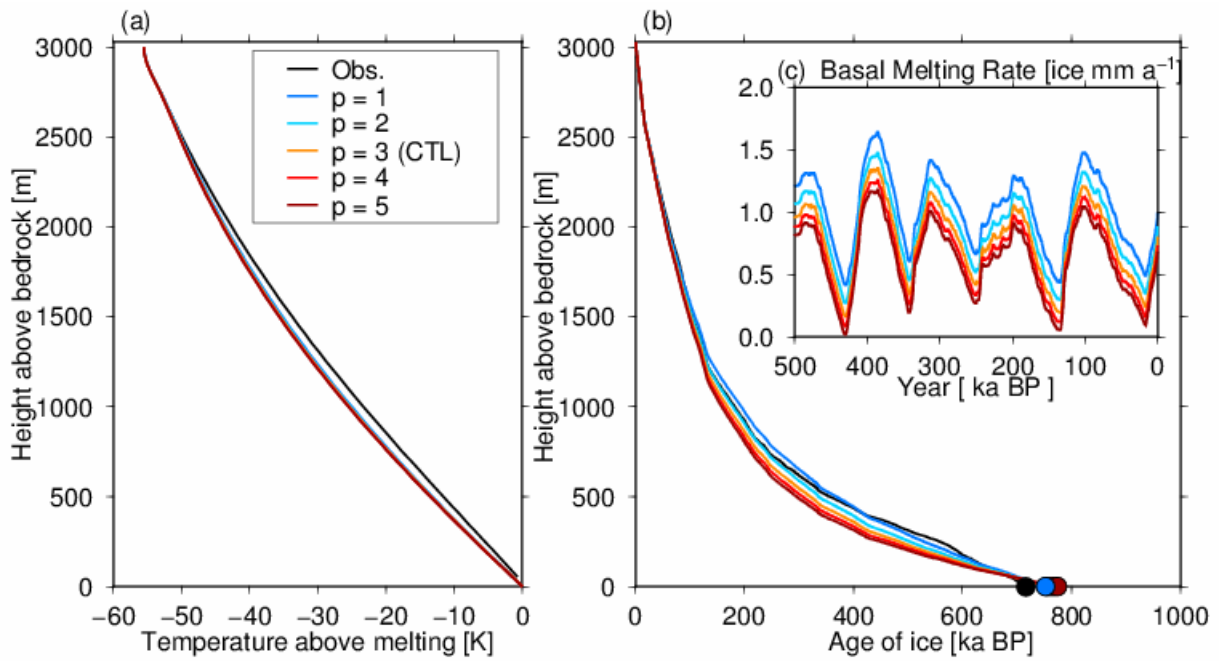 (a)
(b)
3000
2500
2000
1500
1000
500
0
Height above bedrock [m]
Obs.
p = 1
p = 2
p = 3 (CTL)
p = 4
p = 5
−60
−50
−40
−30
−20
−10
0
Temperature above melting [K]
3000
2500
2000
1500
1000
500
0
Height above bedrock [m]
(c) Basal Melting Rate [ice mm a⁻¹]
2.0
1.5
1.0
0.5
0.0
500 400 300 200 100 0
Year [ ka BP ]
0 200 400 600 800 1000
Age of ice [ka BP]